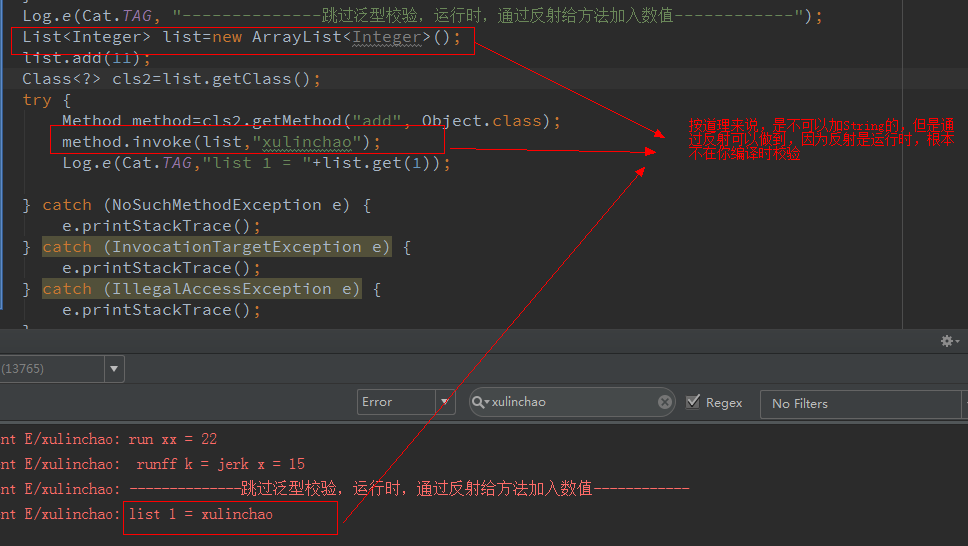 Log.e(Cat.TAG, "--------------跳过泛型校验，运行时，通过反射给方法加入数值------------");
List<Integer> list=new ArrayList<Integer>();
list.add(11);
Class<?> cls2=list.getClass();
try {
Method method=cls2.getMethod("add", Object.class);
method.invoke(list,"xulinchao");
Log.e(Cat.TAG,"list 1 = "+list.get(1));
按道理来说，是不可以加String的，但是通
过反射可以做到，因为反射是运行时，根本
不在你编译时校验
} catch (NoSuchMethodException e) {
e.printStackTrace();
} catch (InvocationTargetException e) {
e.printStackTrace();
} catch (IllegalAccessException e) {
e.printStackTrace();
(13765)
Error
xulinchao
Regex
No Filters
nt E/xulinchao: run xx = 22
nt E/xulinchao: runff k = jerk x = 15
nt E/xulinchao: --------------跳过泛型校验，运行时，通过反射给方法加入数值------------
nt E/xulinchao: list 1 = xulinchao